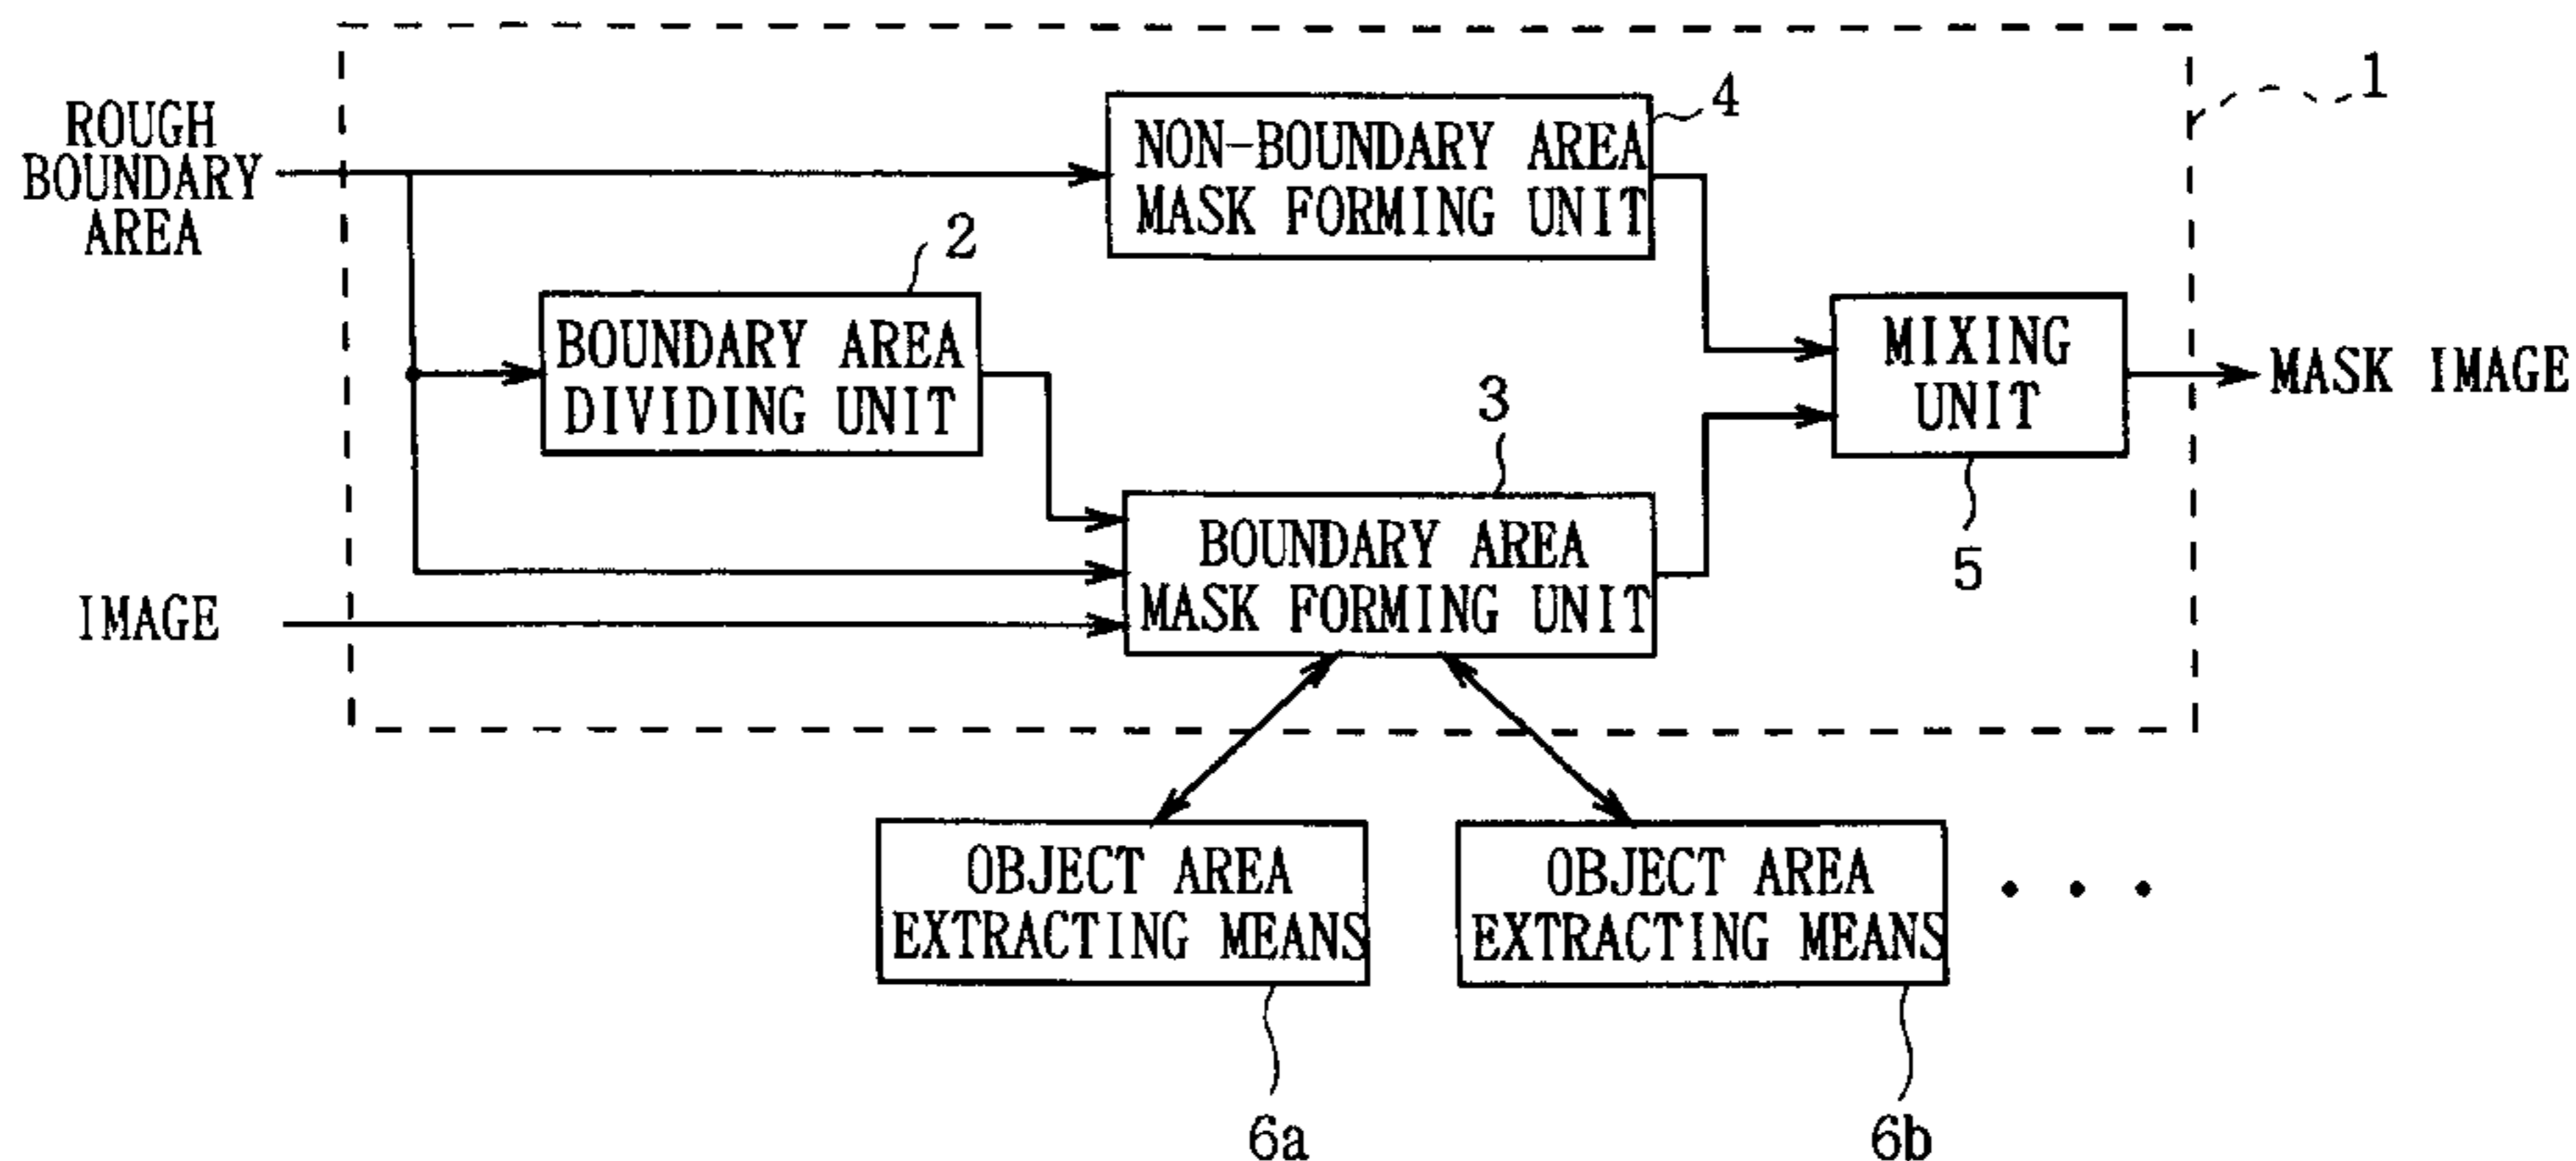 1
ROUGH
BOUNDARY
AREA
4
NON-BOUNDARY AREA
MASK FORMING UNIT
2
BOUNDARY AREA
DIVIDING UNIT
MIXING
UNIT
5
MASK IMAGE
3
BOUNDARY AREA
MASK FORMING UNIT
IMAGE
OBJECT AREA
EXTRACTING MEANS
6a
OBJECT AREA
EXTRACTING MEANS
6b